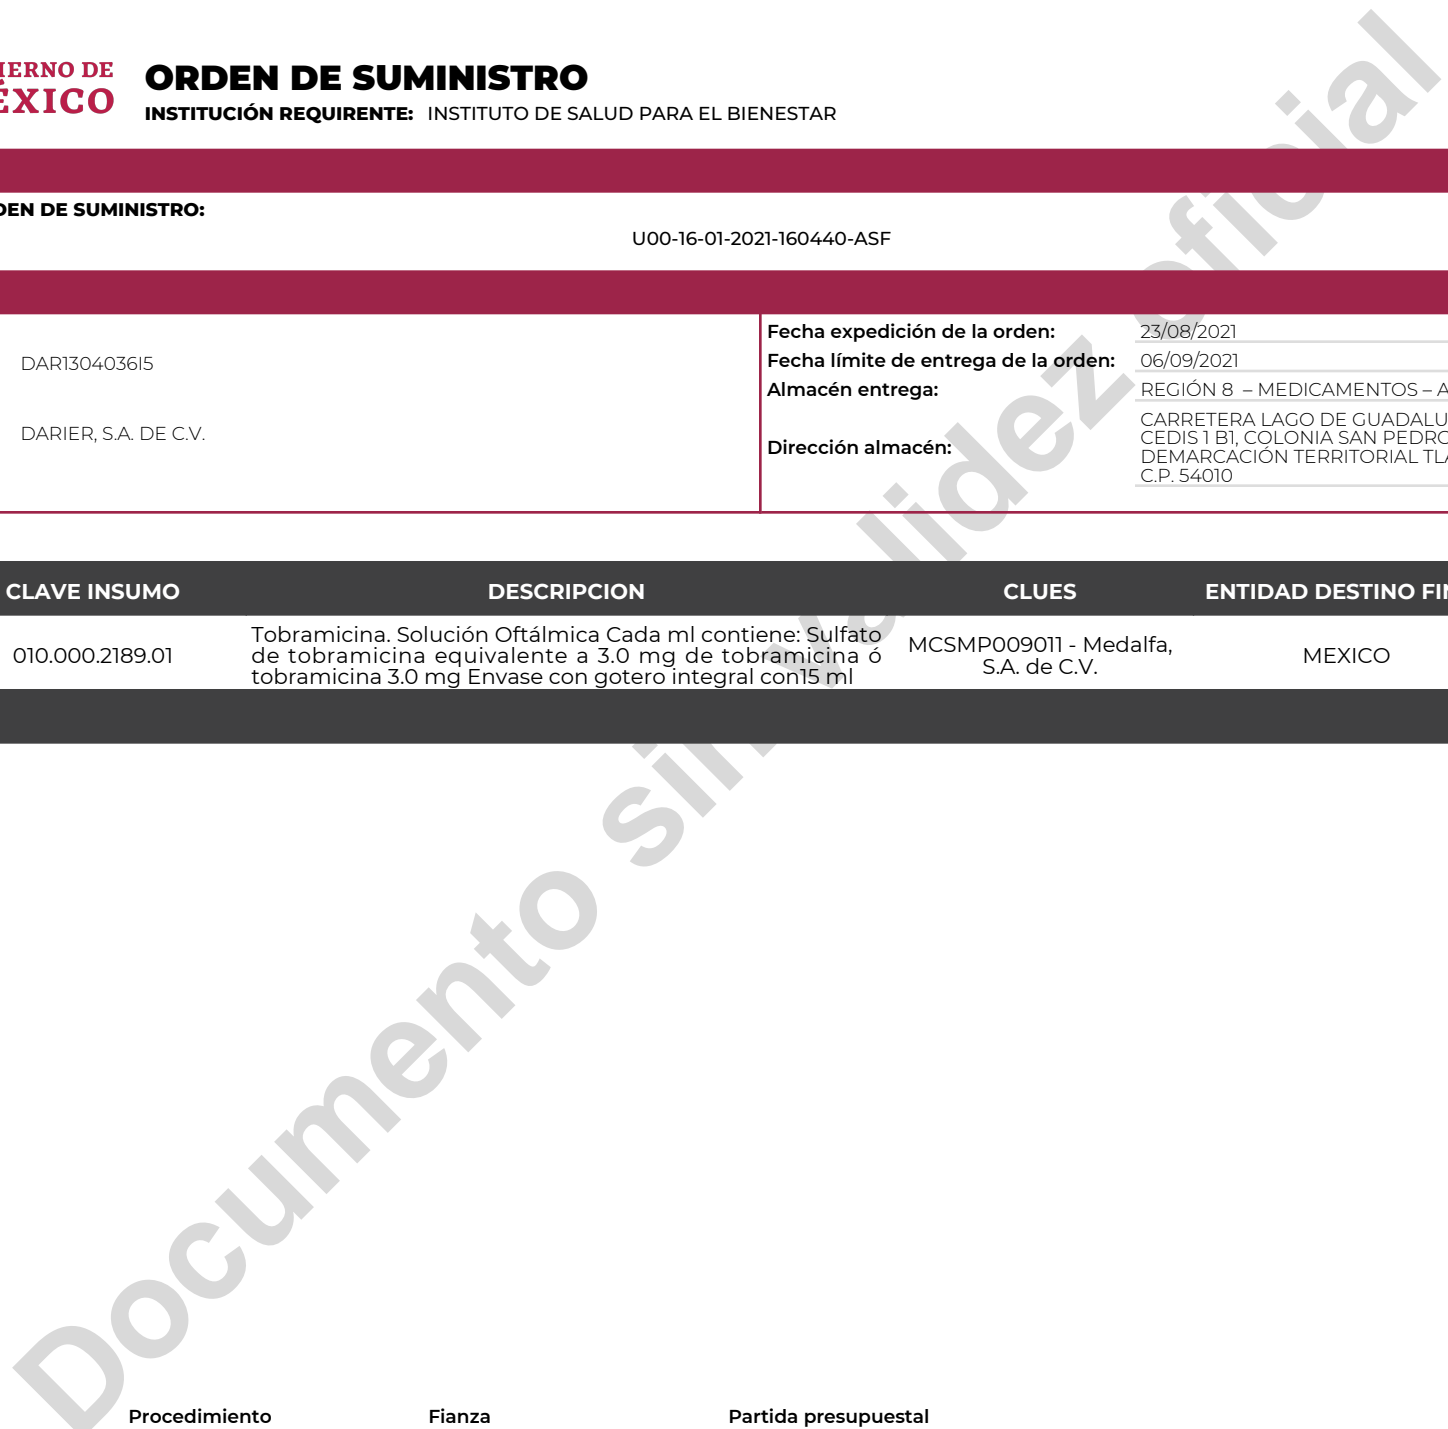 IERNO DE
ÉXICO
ORDEN DE SUMINISTRO
INSTITUCIÓN REQUIRENTE: INSTITUTO DE SALUD PARA EL BIENESTAR
DEN DE SUMINISTRO:
U00-16-01-2021-160440-ASF
DAR1304036I5
DARIER, S.A. DE C.V.
Fecha expedición de la orden: 23/08/2021
Fecha límite de entrega de la orden: 06/09/2021
Almacén entrega: REGIÓN 8 – MEDICAMENTOS – A
Dirección almacén:
CARRETERA LAGO DE GUADALU
CEDIS 1 B1, COLONIA SAN PEDRO
DEMARCACIÓN TERRITORIAL TLA
C.P. 54010
CLAVE INSUMO DESCRIPCION CLUES ENTIDAD DESTINO FIN
010.000.2189.01
Tobramicina. Solución Oftálmica Cada ml contiene: Sulfato
de tobramicina equivalente a 3.0 mg de tobramicina ó
tobramicina 3.0 mg Envase con gotero integral con15 ml
MCSMP009011 - Medalfa,
S.A. de C.V.
MEXICO
Documento sin validez oficial
Procedimiento Fianza Partida presupuestal